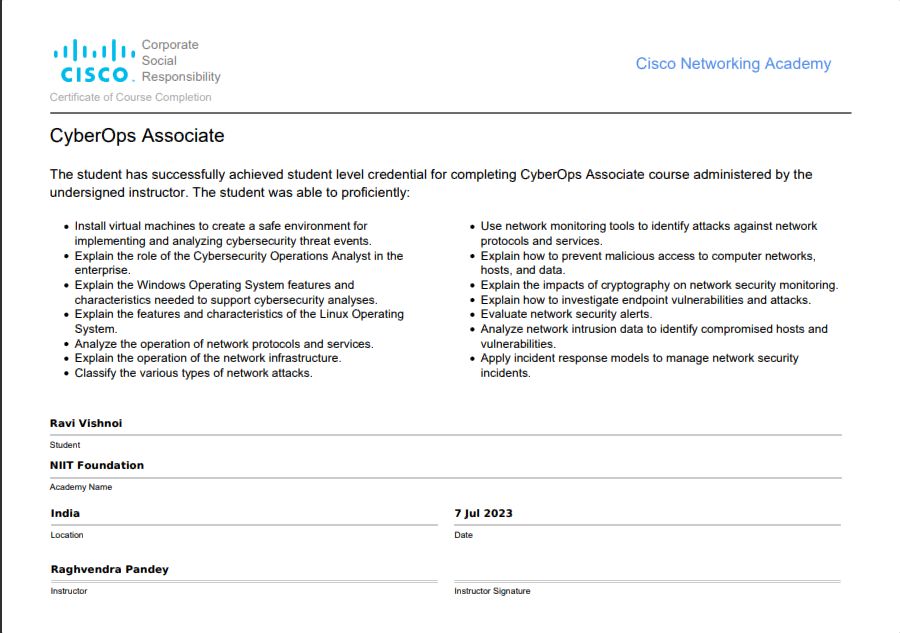 Corporate
Social
Responsibility
CISCO.
Cisco Networking Academy
Certificate of Course Completion
CyberOps Associate
The student has successfully achieved student level credential for completing CyberOps Associate course administered by the
undersigned instructor. The student was able to proficiently:
• Install virtual machines to create a safe environment for
implementing and analyzing cybersecurity threat events.
• Explain the role of the Cybersecurity Operations Analyst in the
enterprise.
• Explain the Windows Operating System features and
characteristics needed to support cybersecurity analyses.
• Explain the features and characteristics of the Linux Operating
System.
• Analyze the operation of network protocols and services.
• Explain the operation of the network infrastructure.
• Classify the various types of network attacks.
• Use network monitoring tools to identify attacks against network
protocols and services.
• Explain how to prevent malicious access to computer networks,
hosts, and data.
• Explain the impacts of cryptography on network security monitoring.
• Explain how to investigate endpoint vulnerabilities and attacks.
• Evaluate network security alerts.
• Analyze network intrusion data to identify compromised hosts and
vulnerabilities.
• Apply incident response models to manage network security
incidents.
Ravi Vishnoi
Student
NIIT Foundation
Academy Name
India
Location
7 Jul 2023
Date
Raghvendra Pandey
Instructor
Instructor Signature